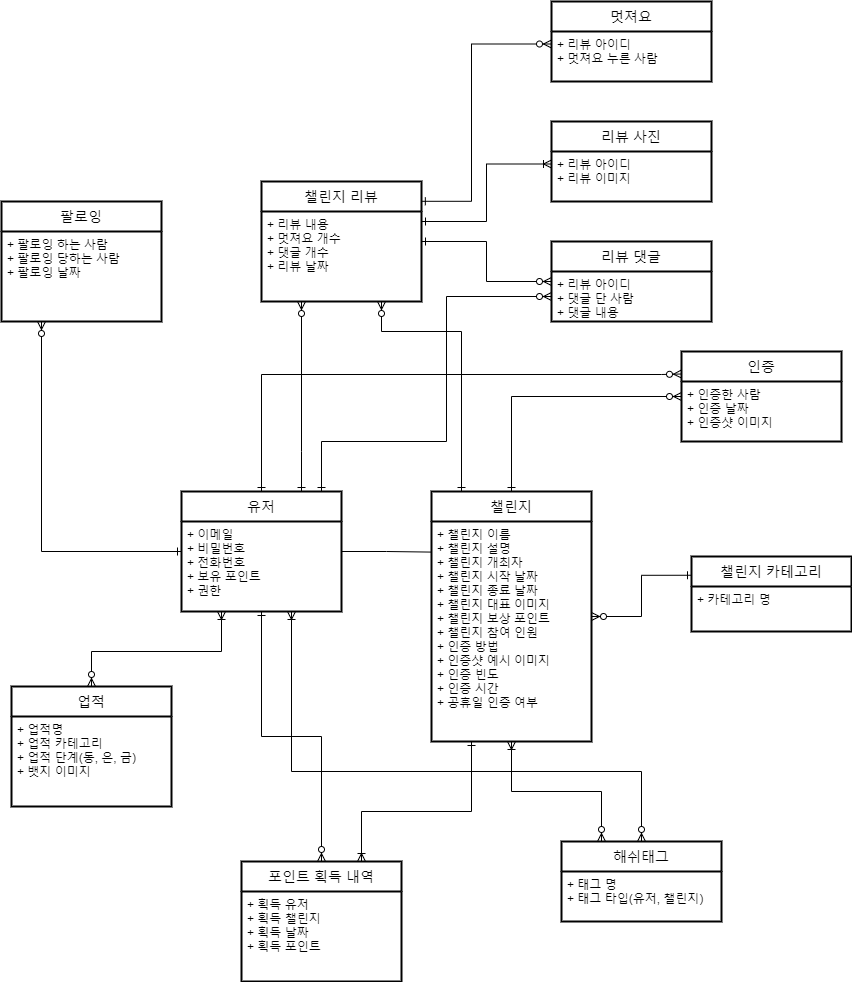 멋져요
+ 리뷰 아이디
+ 멋져요 누른 사람
리뷰 사진
+ 리뷰 아이디
+ 리뷰 이미지
챌린지 리뷰
+ 리뷰 내용
+ 멋져요 개수
+ 댓글 개수
+ 리뷰 날짜
팔로잉
+ 팔로잉 하는 사람
+ 팔로잉 당하는 사람
+ 팔로잉 날짜
리뷰 댓글
+ 리뷰 아이디
+ 댓글 단 사람
+ 댓글 내용
인증
+ 인증한 사람
+ 인증 날짜
+ 인증샷 이미지
유저
+ 이메일
+ 비밀번호
+ 전화번호
+ 보유 포인트
+ 권한
챌린지
+ 챌린지 이름
+ 챌린지 설명
+ 챌린지 개최자
+ 챌린지 시작 날짜
+ 챌린지 종료 날짜
+ 챌린지 대표 이미지
+ 챌린지 보상 포인트
+ 챌린지 참여 인원
+ 인증 방법
+ 인증샷 예시 이미지
+ 인증 빈도
+ 인증 시간
+ 공휴일 인증 여부
챌린지 카테고리
+ 카테고리 명
업적
+ 업적명
+ 업적 카테고리
+ 업적 단계(동, 은, 금)
+ 뱃지 이미지
포인트 획득 내역
+ 획득 유저
+ 획득 챌린지
+ 획득 날짜
+ 획득 포인트
해쉬태그
+ 태그 명
+ 태그 타입(유저, 챌린지)